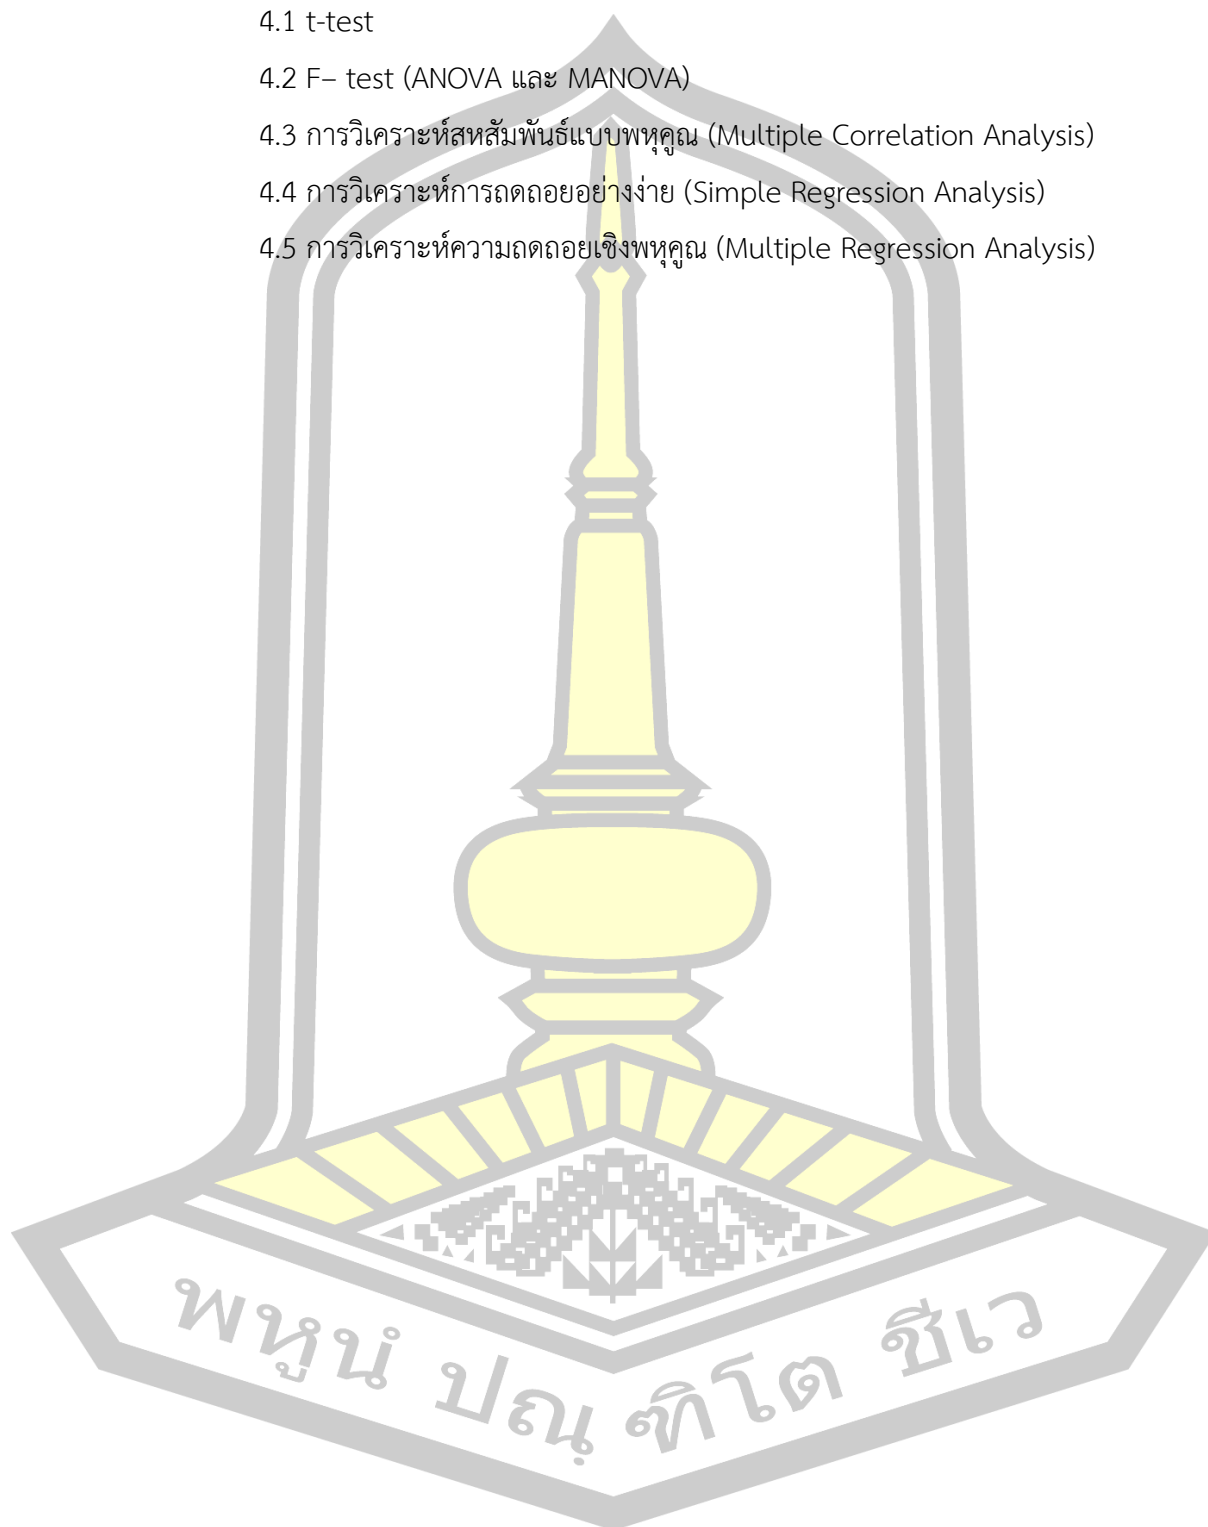 4.1 t-test
4.2 F– test (ANOVA และ MANOVA)
4.3 การวิเคราะห์สหสัมพันธ์แบบพหุคูณ (Multiple Correlation Analysis)
4.4 การวิเคราะห์การถดถอยอย่างง่าย (Simple Regression Analysis)
4.5 การวิเคราะห์ความถดถอยเชิงพหุคูณ (Multiple Regression Analysis)
พหูนํ ปณฺ ฑิโต ชีเว